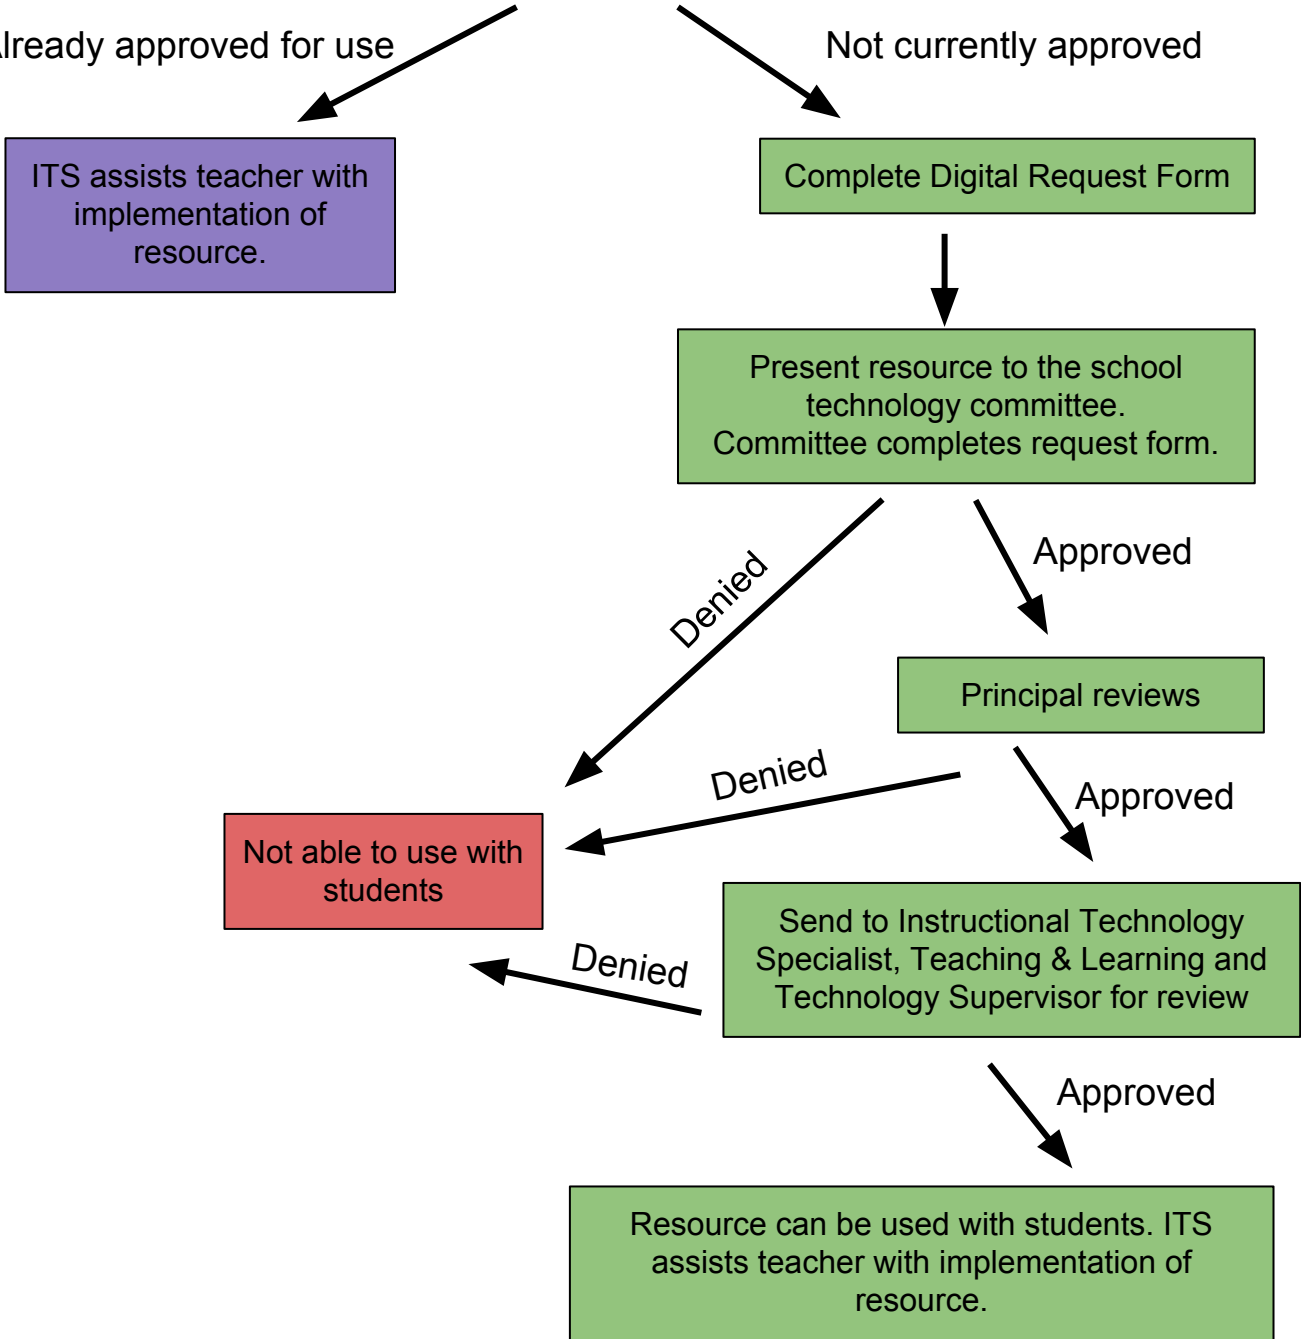 lready approved for use
Not currently approved
ITS assists teacher with
implementation of
resource.
Complete Digital Request Form
Present resource to the school
technology committee.
Committee completes request form.
Denied
Approved
Principal reviews
Denied
Approved
Not able to use with
students
Send to Instructional Technology
Specialist, Teaching & Learning and
Technology Supervisor for review
Denied
Approved
Resource can be used with students. ITS
assists teacher with implementation of
resource.